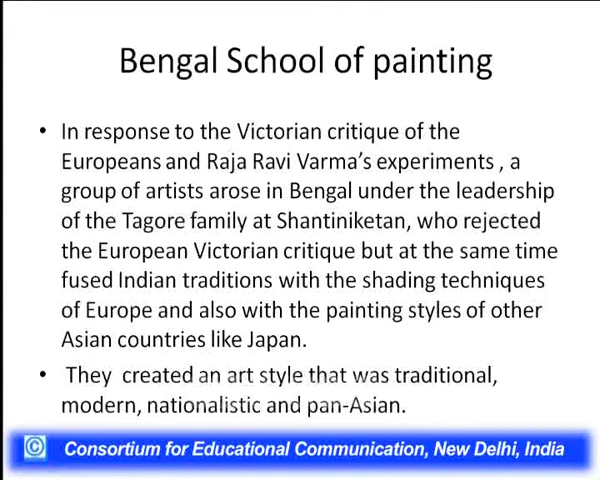 Bengal School of painting
• In response to the Victorian critique of the
Europeans and Raja Ravi Varma's experiments , a
group of artists arose in Bengal under the leadership
of the Tagore family at Shantiniketan, who rejected
the European Victorian critique but at the same time
fused Indian traditions with the shading techniques
of Europe and also with the painting styles of other
Asian countries like Japan.
• They created an art style that was traditional,
modern, nationalistic and pan-Asian.
© Consortium for Educational Communication, New Delhi, India